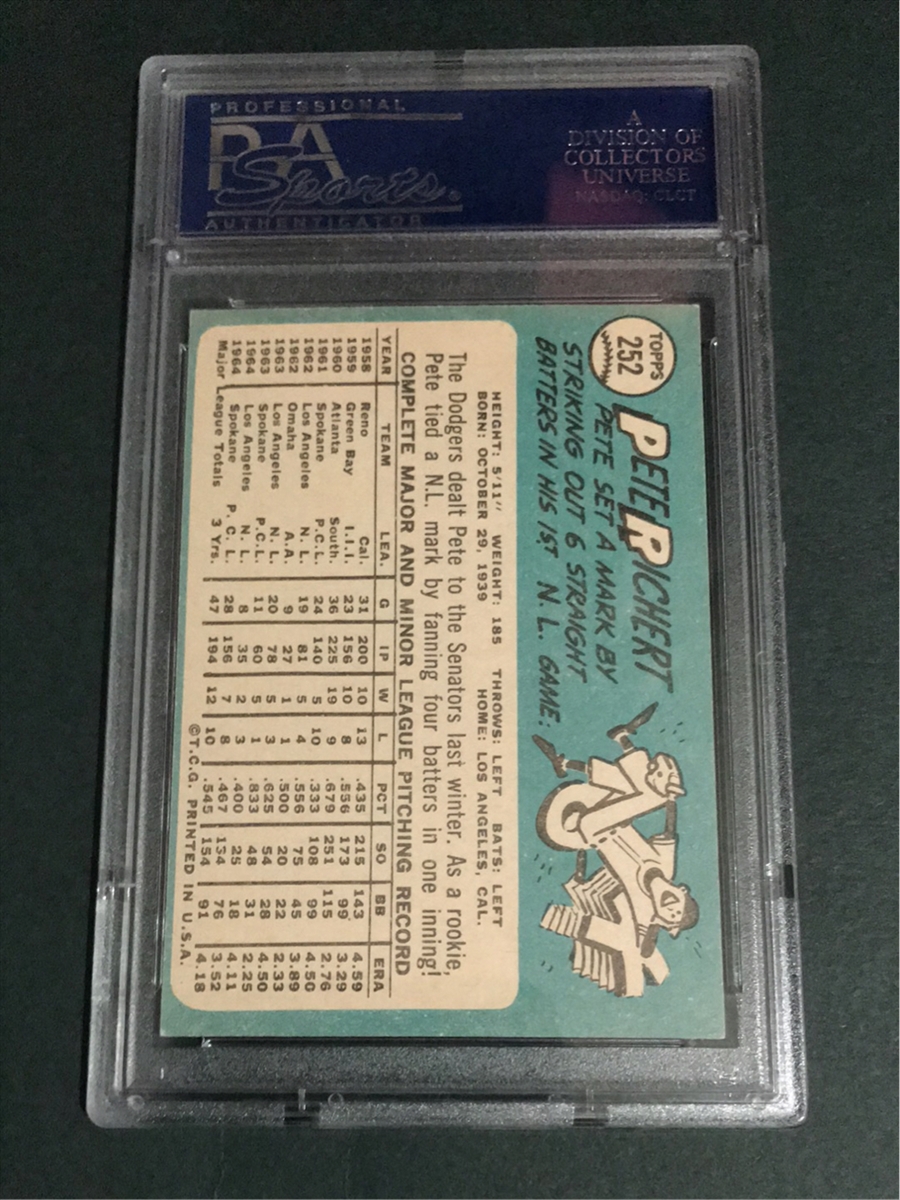 PROFESSIONAL
PSA
Sports.
AUTHENTICATOR
A
DIVISION OF
COLLECTORS
UNIVERSE
NASDAQ: CLCT
TOPPS
252
PETE RICHERT
PETE SET A MARK BY
STRIKING OUT 6 STRAIGHT
BATTERS IN HIS 1ST N. L. GAME:
HEIGHT: 5'11" WEIGHT: 185 THROWS: LEFT BATS: LEFT
BORN: OCTOBER 29, 1939 HOME: LOS ANGELES, CAL.
The Dodgers dealt Pete to the Senators last winter. As a rookie,
Pete tied a N.L. mark by fanning four batters in one inning!
COMPLETE MAJOR AND MINOR LEAGUE PITCHING RECORD
YEAR TEAM LEA. G IP W L PCT SO BB ERA
1958 Reno Cal. 31 200 10 13 .435 215 143 4.59
1959 Green Bay I.I.I. 23 156 10 8 .556 173 99 3.29
1960 Atlanta South. 36 225 19 9 .679 251 115 2.76
1961 Spokane P.C.L. 24 140 5 10 .333 108 99 4.50
1962 Los Angeles N. L. 19 81 5 4 .556 75 45 3.89
1962 Omaha A.A. 9 27 1 1 .500 20 22 2.33
1963 Los Angeles N. L. 20 78 5 3 .625 54 28 4.50
1963 Spokane P.C.L. 11 60 5 1 .833 48 31 2.25
1964 Los Angeles N. L. 8 35 2 3 .400 25 18 4.11
1964 Spokane P. C. L. 28 156 7 8 .467 134 76 3.52
Major League Totals 3 Yrs. 47 194 12 10 .545 154 91 4.18
©T.C.G. PRINTED IN U.S.A.